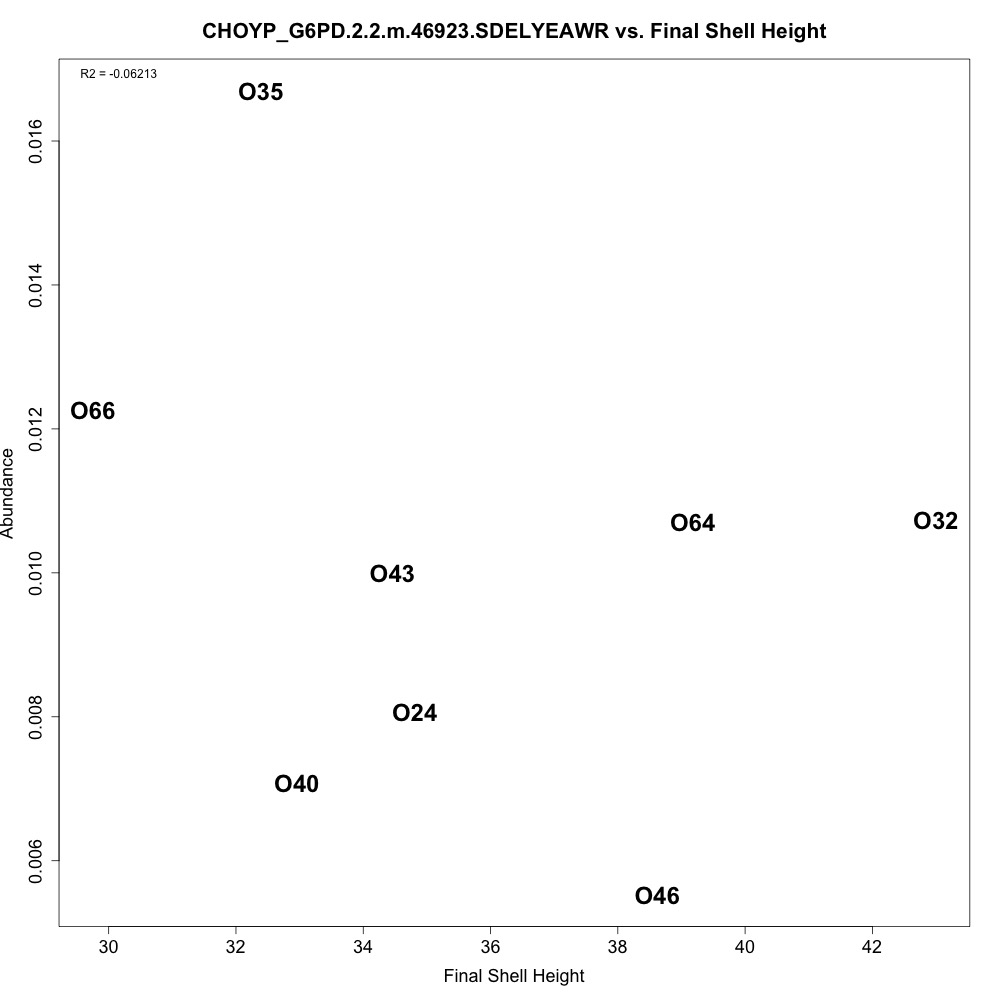 CHOYP_G6PD.2.2.m.46923.SDELYEAWR vs. Final Shell Height
R2 = -0.06213
O35
0.016
0.014
O66
0.012
Abundance
O64
O32
O43
0.010
O24
0.008
O40
0.006
O46
30
32
34
36
38
40
42
Final Shell Height